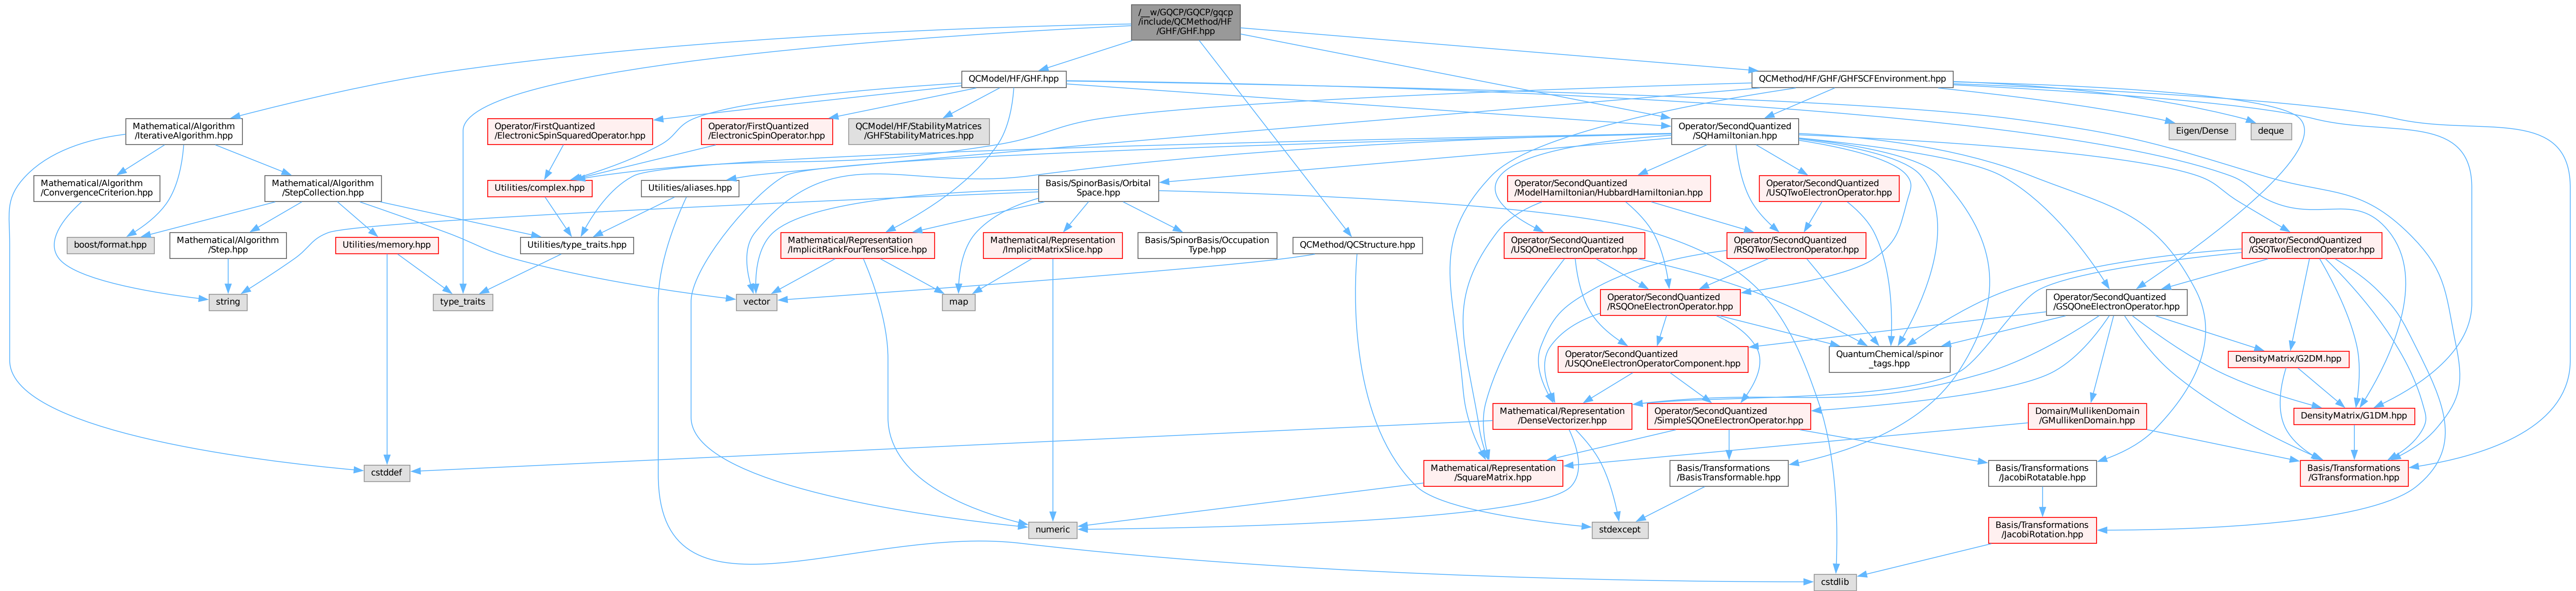 /__w/GQCP/GQCP/gqcp
/include/QCMethod/HF
/GHF/GHF.hpp
QCModel/HF/GHF.hpp
QCMethod/HF/GHF/GHFSCFEnvironment.hpp
Mathematical/Algorithm
/IterativeAlgorithm.hpp
Operator/FirstQuantized
/ElectronicSpinSquaredOperator.hpp
Operator/FirstQuantized
/ElectronicSpinOperator.hpp
QCModel/HF/StabilityMatrices
/GHFStabilityMatrices.hpp
Operator/SecondQuantized
/SQHamiltonian.hpp
Eigen/Dense
deque
Mathematical/Algorithm
/ConvergenceCriterion.hpp
Mathematical/Algorithm
/StepCollection.hpp
Utilities/complex.hpp
Utilities/aliases.hpp
Basis/SpinorBasis/Orbital
Space.hpp
Operator/SecondQuantized
/ModelHamiltonian/HubbardHamiltonian.hpp
Operator/SecondQuantized
/USQTwoElectronOperator.hpp
boost/format.hpp
Mathematical/Algorithm
/Step.hpp
Utilities/memory.hpp
Utilities/type_traits.hpp
Mathematical/Representation
/ImplicitRankFourTensorSlice.hpp
Mathematical/Representation
/ImplicitMatrixSlice.hpp
Basis/SpinorBasis/Occupation
Type.hpp
QCMethod/QCStructure.hpp
Operator/SecondQuantized
/USQOneElectronOperator.hpp
Operator/SecondQuantized
/RSQTwoElectronOperator.hpp
Operator/SecondQuantized
/GSQTwoElectronOperator.hpp
string
type_traits
vector
map
Operator/SecondQuantized
/RSQOneElectronOperator.hpp
Operator/SecondQuantized
/GSQOneElectronOperator.hpp
Operator/SecondQuantized
/USQOneElectronOperatorComponent.hpp
QuantumChemical/spinor
_tags.hpp
DensityMatrix/G2DM.hpp
Mathematical/Representation
/DenseVectorizer.hpp
Operator/SecondQuantized
/SimpleSQOneElectronOperator.hpp
Domain/MullikenDomain
/GMullikenDomain.hpp
DensityMatrix/G1DM.hpp
cstddef
Mathematical/Representation
/SquareMatrix.hpp
Basis/Transformations
/BasisTransformable.hpp
Basis/Transformations
/JacobiRotatable.hpp
Basis/Transformations
/GTransformation.hpp
numeric
stdexcept
Basis/Transformations
/JacobiRotation.hpp
cstdlib